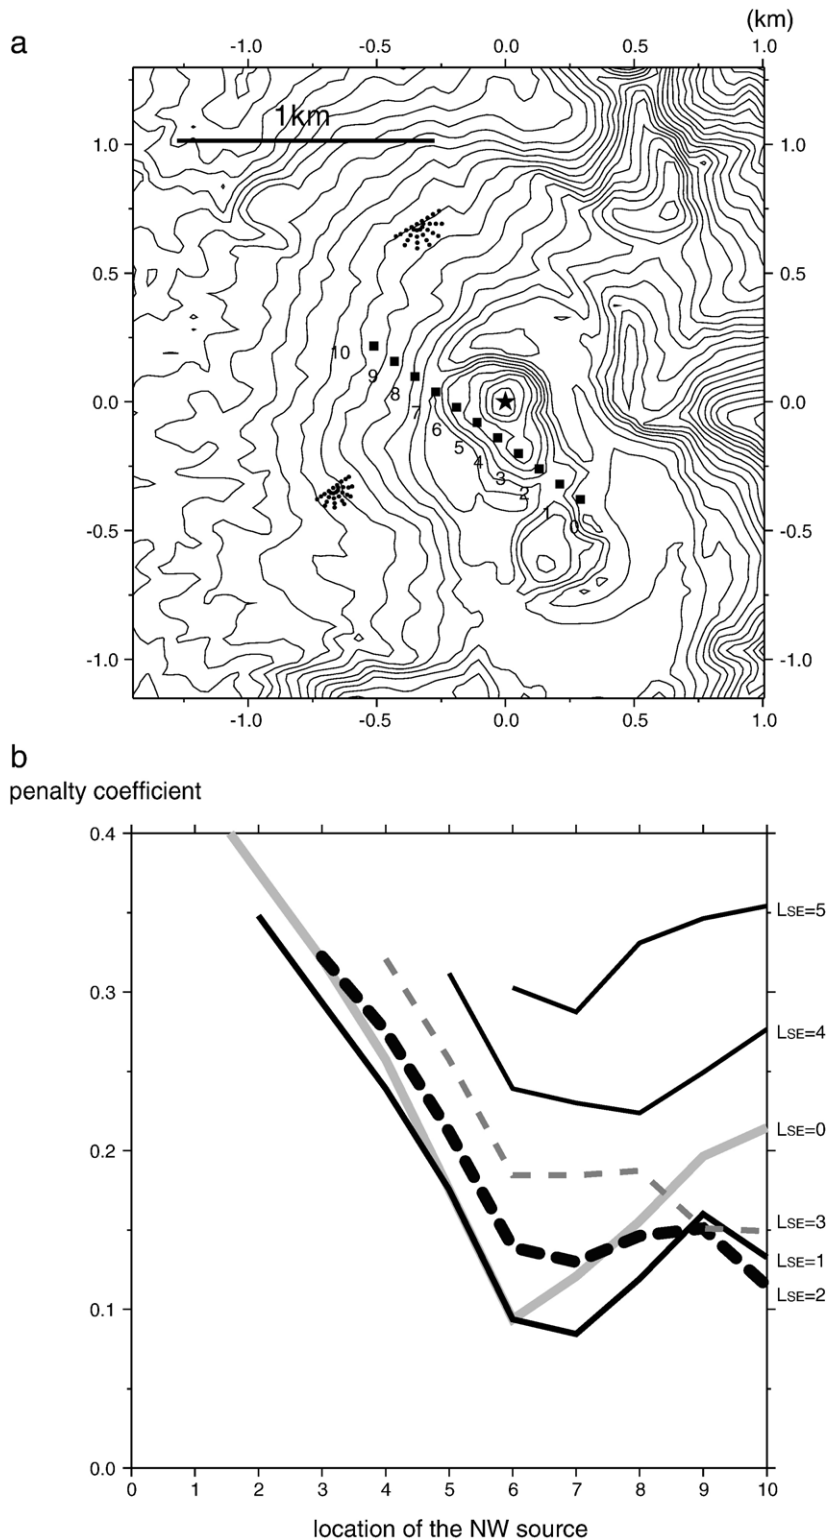 (km)
a
-1.0 -0.5 0.0 0.5 1.0
1km
1.0 1.0
0.5 0.5
10
9
8
7
0.0 0.0
6
5
4
3
2
1
0
-0.5 -0.5
-1.0 -1.0
-1.0 -0.5 0.0 0.5 1.0
b
penalty coefficient
0.4
LSE=5
0.3
LSE=4
0.2
LSE=0
LSE=3
LSE=1
LSE=2
0.1
0.0
0 1 2 3 4 5 6 7 8 9 10
location of the NW source